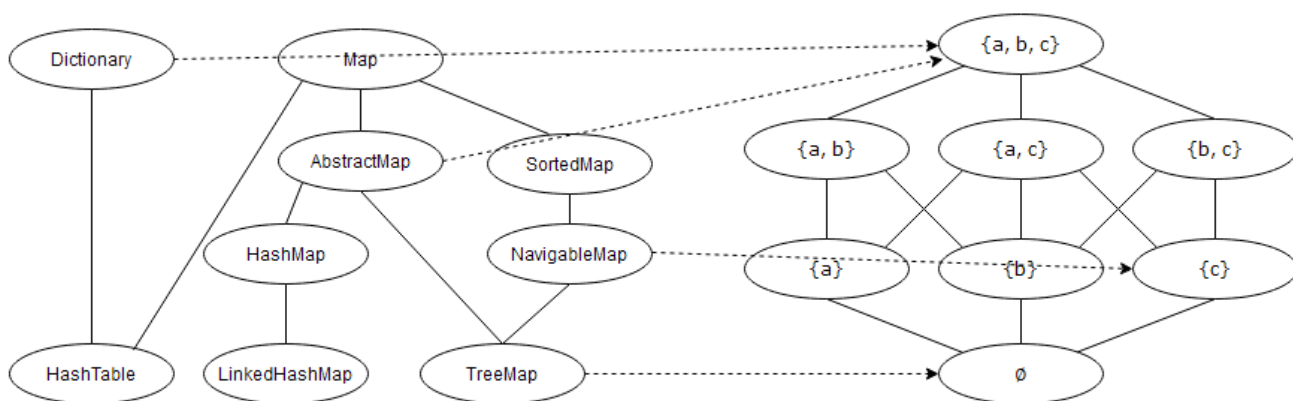 Dictionary
Map
{a, b, c}
AbstractMap
SortedMap
{a, b}
{a, c}
{b, c}
HashMap
NavigableMap
{a}
{b}
{c}
HashTable
LinkedHashMap
TreeMap
∅